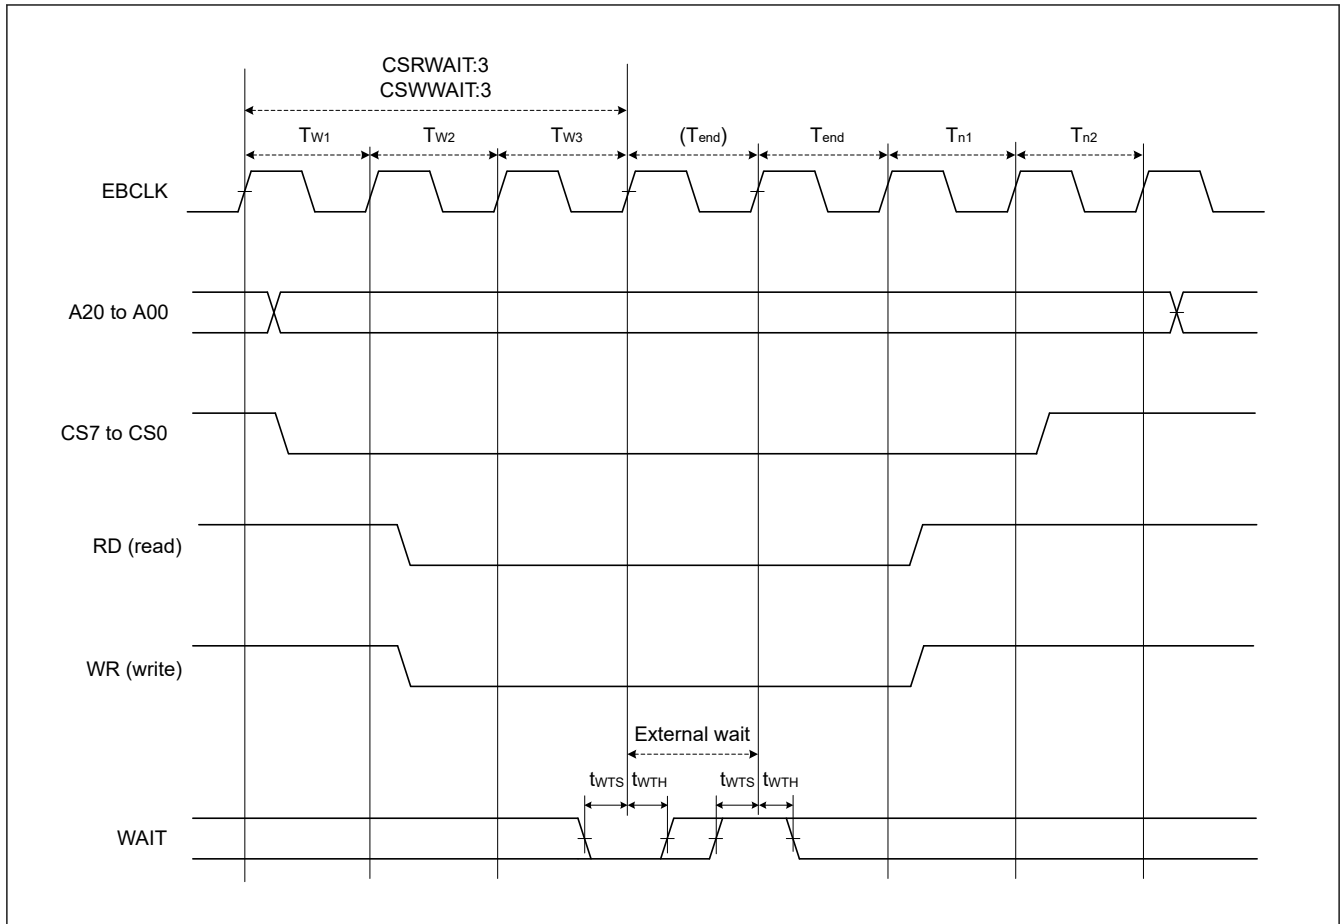 CSRWAIT:3
CSWWAIT:3
TW1 TW2 TW3 (Tend) Tend Tn1 Tn2
EBCLK
A20 to A00
CS7 to CS0
RD (read)
WR (write)
External wait
tWTS tWTH tWTS tWTH
WAIT